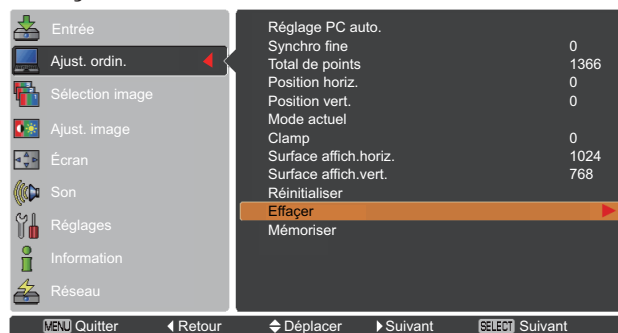 Entrée
Ajust. ordin.
Sélection image
Ajust. image
Écran
Son
Réglages
Information
Réseau
Réglage PC auto.
Synchro fine 0
Total de points 1366
Position horiz. 0
Position vert. 0
Mode actuel
Clamp 0
Surface affich.horiz. 1024
Surface affich.vert. 768
Réinitialiser
Effaçer
Mémoriser
MENU Quitter Retour Déplacer Suivant SELECT Suivant